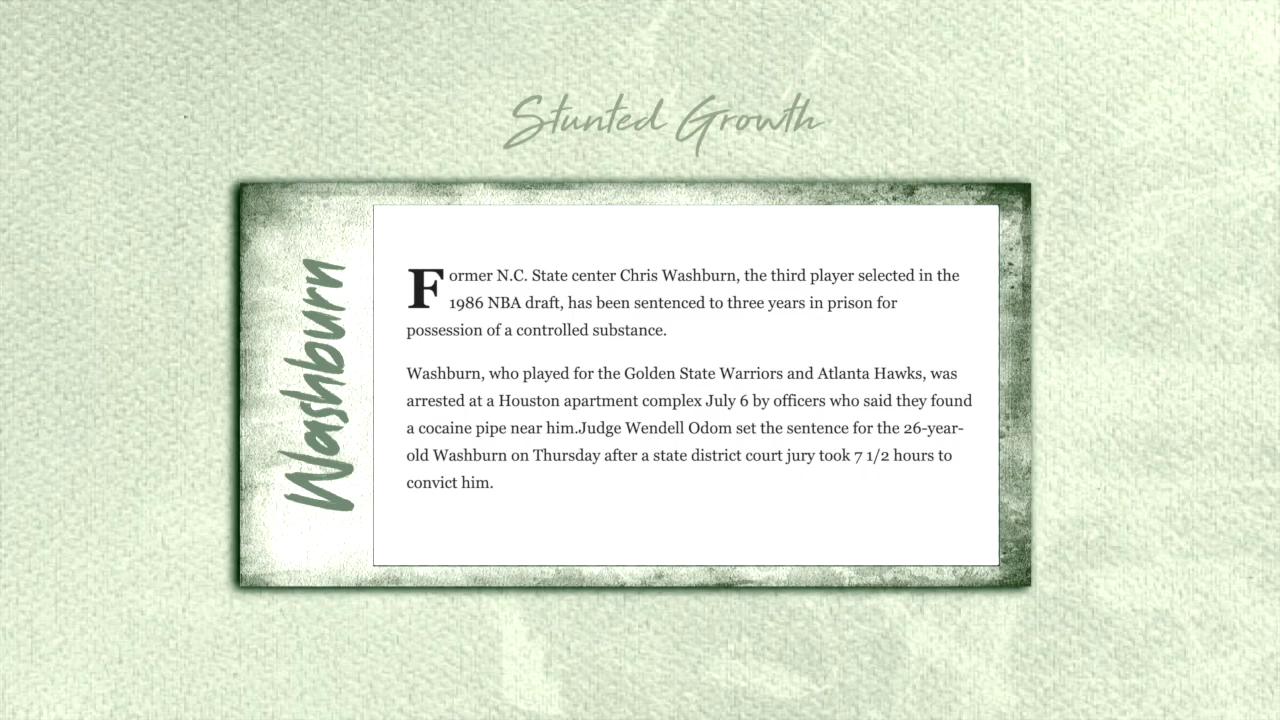 Stunted Growth
Washburn
Former N.C. State center Chris Washburn, the third player selected in the
1986 NBA draft, has been sentenced to three years in prison for
possession of a controlled substance.
Washburn, who played for the Golden State Warriors and Atlanta Hawks, was
arrested at a Houston apartment complex July 6 by officers who said they found
a cocaine pipe near him.Judge Wendell Odom set the sentence for the 26-year-
old Washburn on Thursday after a state district court jury took 7 1/2 hours to
convict him.